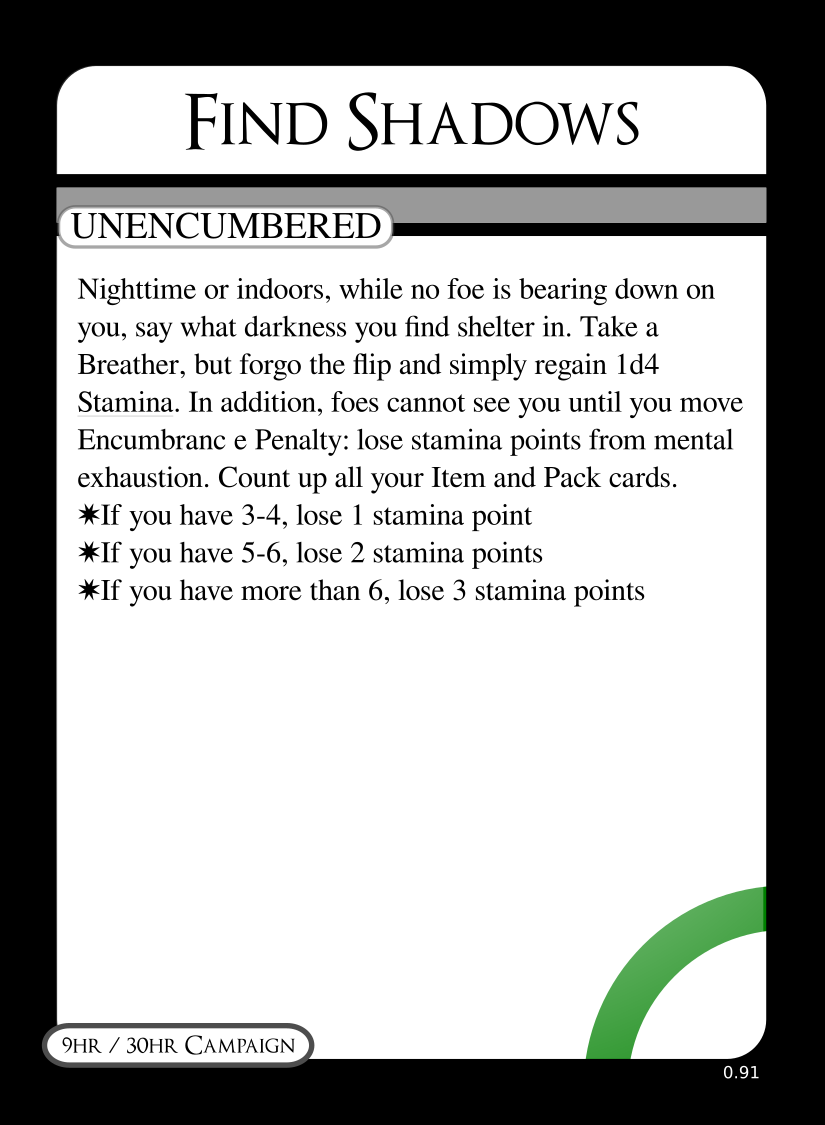 Find Shadows
UNENCUMBERED
Nighttime or indoors, while no foe is bearing down on
you, say what darkness you find shelter in. Take a
Breather, but forgo the flip and simply regain 1d4
Stamina. In addition, foes cannot see you until you move
Encumbranc e Penalty: lose stamina points from mental
exhaustion. Count up all your Item and Pack cards.
✷If you have 3-4, lose 1 stamina point
✷If you have 5-6, lose 2 stamina points
✷If you have more than 6, lose 3 stamina points
9hr / 30hr Campaign
0.91